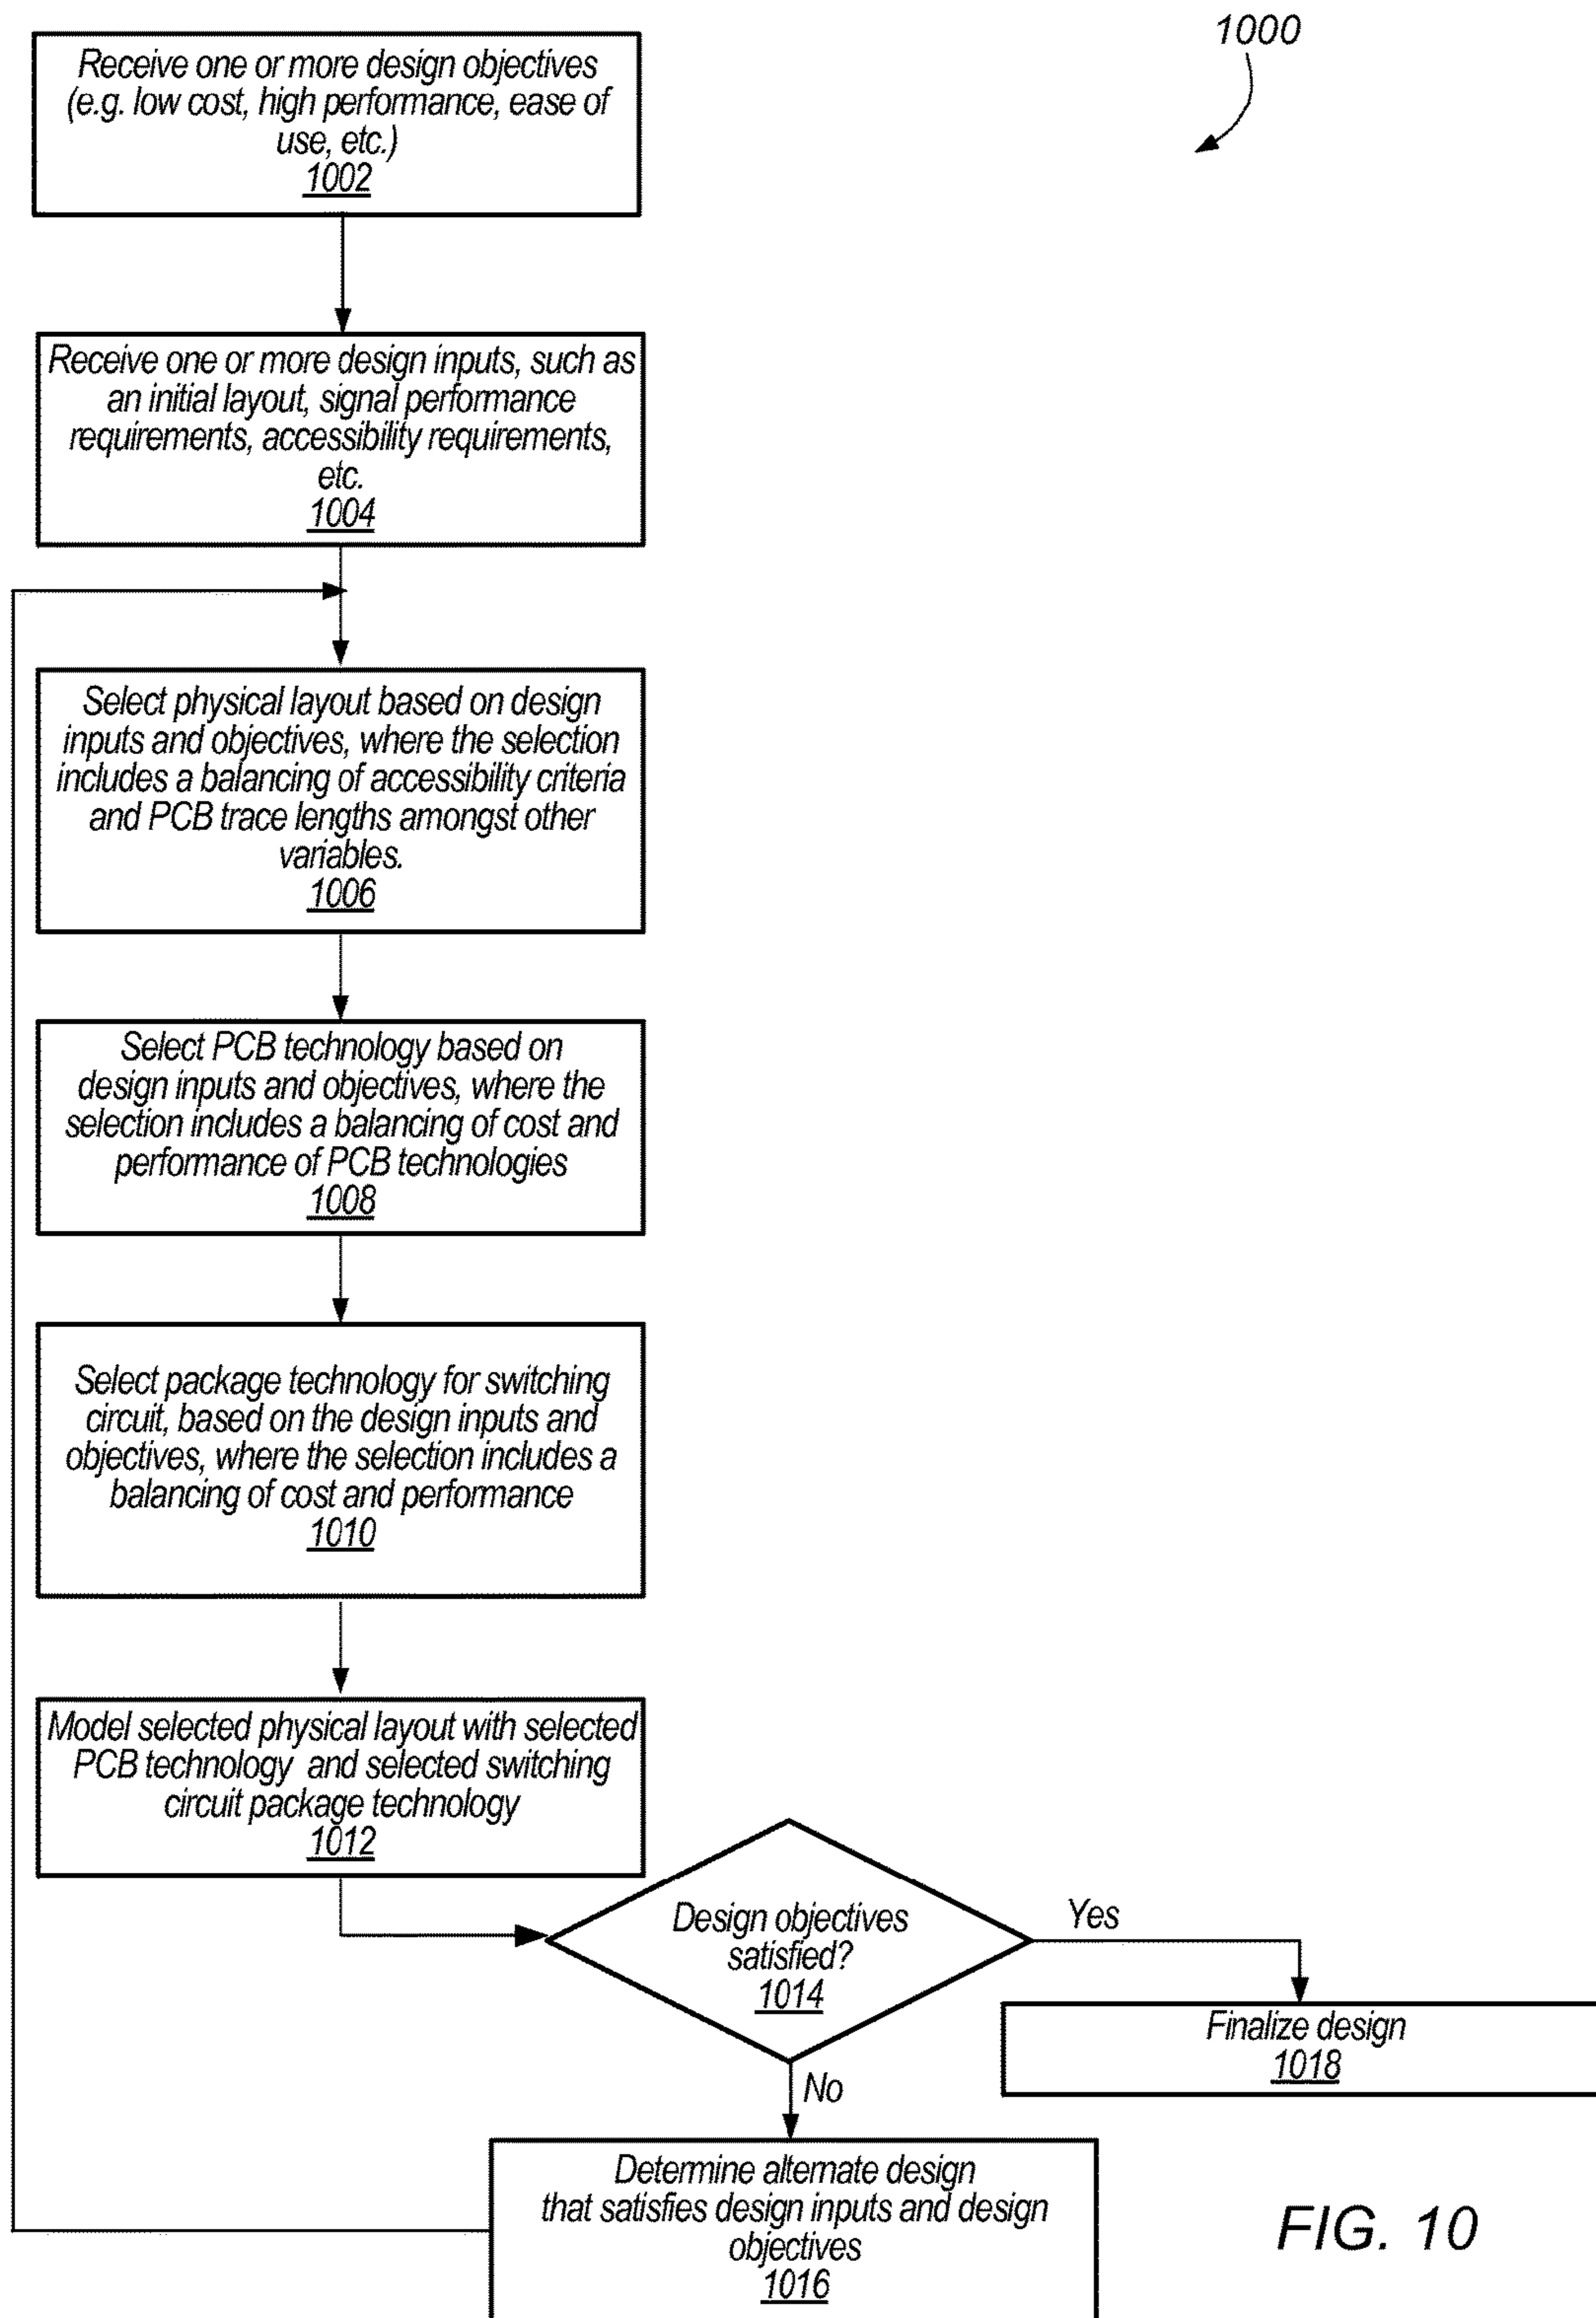 1000
Receive one or more design objectives
(e.g. low cost, high performance, ease of
use, etc.)
1002
Receive one or more design inputs, such as
an initial layout, signal performance
requirements, accessibility requirements,
etc.
1004
Select physical layout based on design
inputs and objectives, where the selection
includes a balancing of accessibility criteria
and PCB trace lengths amongst other
variables.
1006
Select PCB technology based on
design inputs and objectives, where the
selection includes a balancing of cost and
performance of PCB technologies
1008
Select package technology for switching
circuit, based on the design inputs and
objectives, where the selection includes a
balancing of cost and performance
1010
Model selected physical layout with selected
PCB technology and selected switching
circuit package technology
1012
Design objectives
satisfied?
1014
Yes
Finalize design
1018
No
Determine alternate design
that satisfies design inputs and design
objectives
1016
FIG. 10